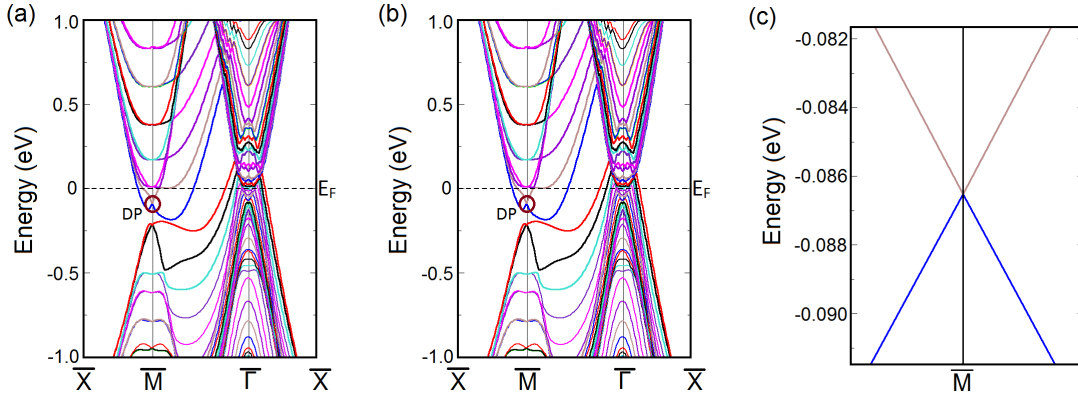 (a)
Energy (eV)
1.0
0.5
0
-0.5
-1.0
DP
E_F
X̅ M̅ Γ̅ X̅
(b)
Energy (eV)
1.0
0.5
0
-0.5
-1.0
DP
E_F
X̅ M̅ Γ̅ X̅
(c)
Energy (eV)
-0.082
-0.084
-0.086
-0.088
-0.090
M̅